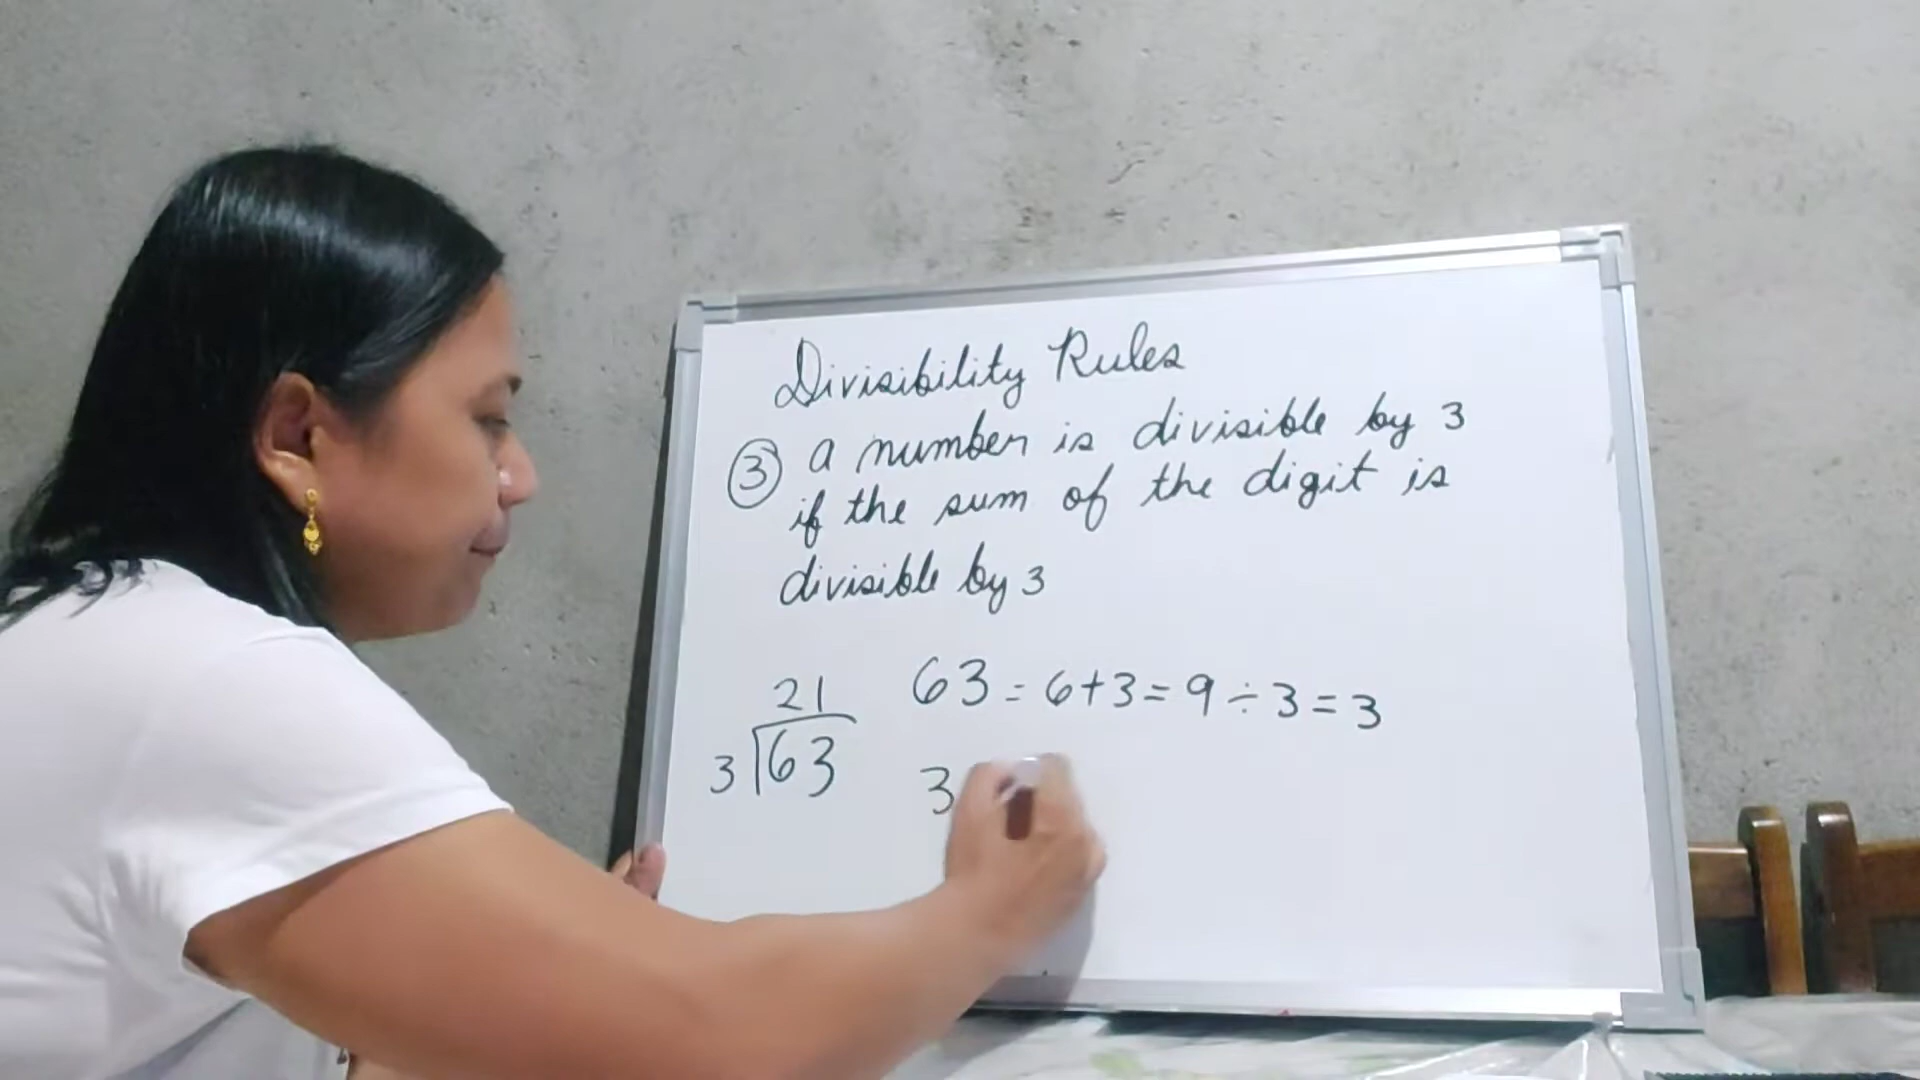 Divisibility Rules
3 a number is divisible by 3
if the sum of the digit is
divisible by 3
21
3 63
63 = 6+3 = 9 ÷ 3 = 3
3